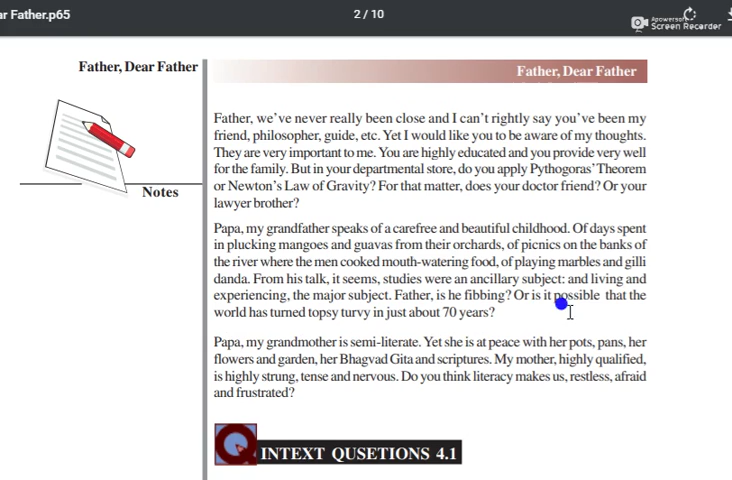 ar Father.p65
2 / 10
Apowersoft
Screen Recorder
Father, Dear Father
Father, Dear Father
Notes
Father, we've never really been close and I can't rightly say you've been my
friend, philosopher, guide, etc. Yet I would like you to be aware of my thoughts.
They are very important to me. You are highly educated and you provide very well
for the family. But in your departmental store, do you apply Pythogoras' Theorem
or Newton's Law of Gravity? For that matter, does your doctor friend? Or your
lawyer brother?
Papa, my grandfather speaks of a carefree and beautiful childhood. Of days spent
in plucking mangoes and guavas from their orchards, of picnics on the banks of
the river where the men cooked mouth-watering food, of playing marbles and gilli
danda. From his talk, it seems, studies were an ancillary subject: and living and
experiencing, the major subject. Father, is he fibbing? Or is it possible that the
world has turned topsy turvy in just about 70 years?
Papa, my grandmother is semi-literate. Yet she is at peace with her pots, pans, her
flowers and garden, her Bhagvad Gita and scriptures. My mother, highly qualified,
is highly strung, tense and nervous. Do you think literacy makes us, restless, afraid
and frustrated?
Q INTEXT QUSETIONS 4.1